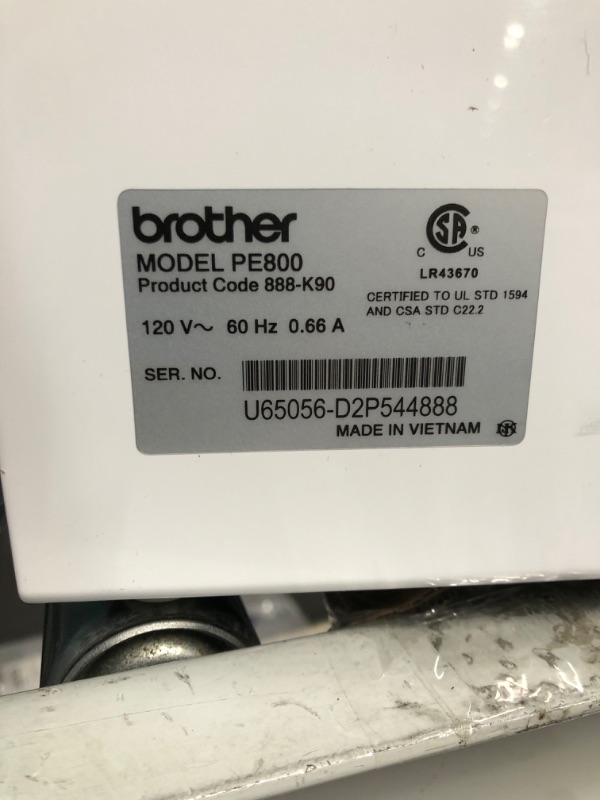 brother
MODEL PE800
Product Code 888-K90
120 V~ 60 Hz 0.66 A
SER. NO.
U65056-D2P544888
MADE IN VIETNAM
CSA ®
C US
LR43670
CERTIFIED TO UL STD 1594
AND CSA STD C22.2